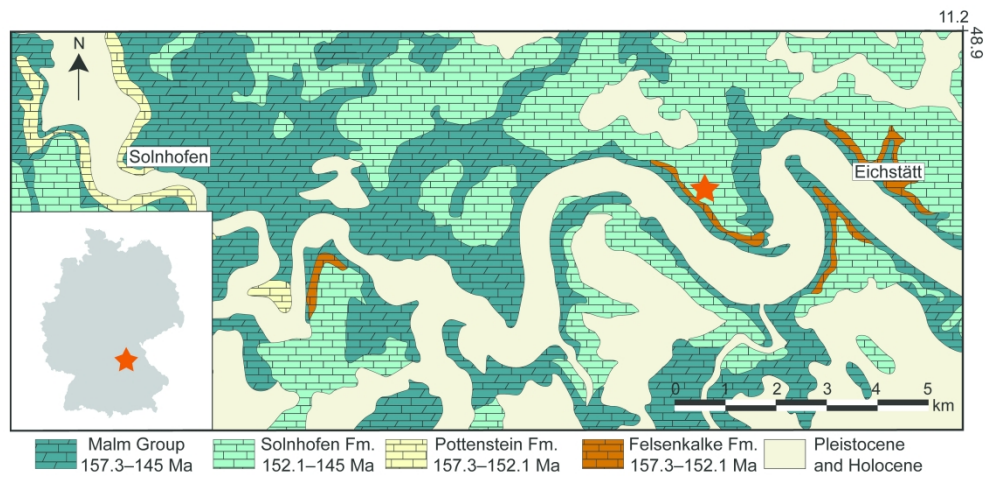 11.2
48.9
N
Solnhofen
Eichstätt
0 1 2 3 4 5
km
Malm Group
157.3–145 Ma
Solnhofen Fm.
152.1–145 Ma
Pottenstein Fm.
157.3–152.1 Ma
Felsenkalke Fm.
157.3–152.1 Ma
Pleistocene
and Holocene